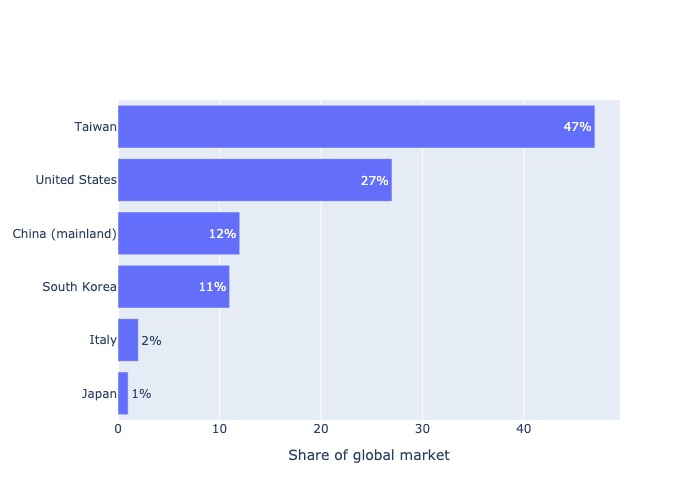 Taiwan 47%
United States 27%
China (mainland) 12%
South Korea 11%
Italy 2%
Japan 1%
0 10 20 30 40
Share of global market